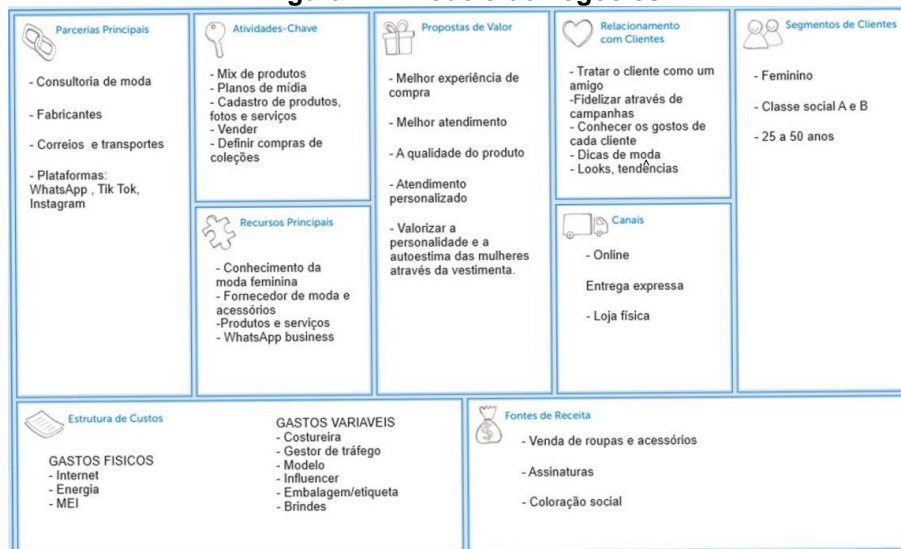 Parcerias Principais
- Consultoria de moda
- Fabricantes
- Correios e transportes
- Plataformas:
WhatsApp , Tik Tok,
Instagram
Atividades-Chave
- Mix de produtos
- Planos de mídia
- Cadastro de produtos,
fotos e serviços
- Vender
- Definir compras de
coleções
Recursos Principais
- Conhecimento da
moda feminina
- Fornecedor de moda e
acessórios
-Produtos e serviços
- WhatsApp business
Propostas de Valor
- Melhor experiência de
compra
- Melhor atendimento
- A qualidade do produto
- Atendimento
personalizado
- Valorizar a
personalidade e a
autoestima das mulheres
através da vestimenta.
Relacionamento
com Clientes
- Tratar o cliente como um
amigo
-Fidelizar através de
campanhas
- Conhecer os gostos de
cada cliente
- Dicas de moda
- Looks, tendências
Canais
- Online
Entrega expressa
- Loja física
Segmentos de Clientes
- Feminino
- Classe social A e B
- 25 a 50 anos
Estrutura de Custos
GASTOS FISICOS
- Internet
- Energia
- MEI
GASTOS VARIAVEIS
- Costureira
- Gestor de tráfego
- Modelo
- Influencer
- Embalagem/etiqueta
- Brindes
Fontes de Receita
- Venda de roupas e acessórios
- Assinaturas
- Coloração social